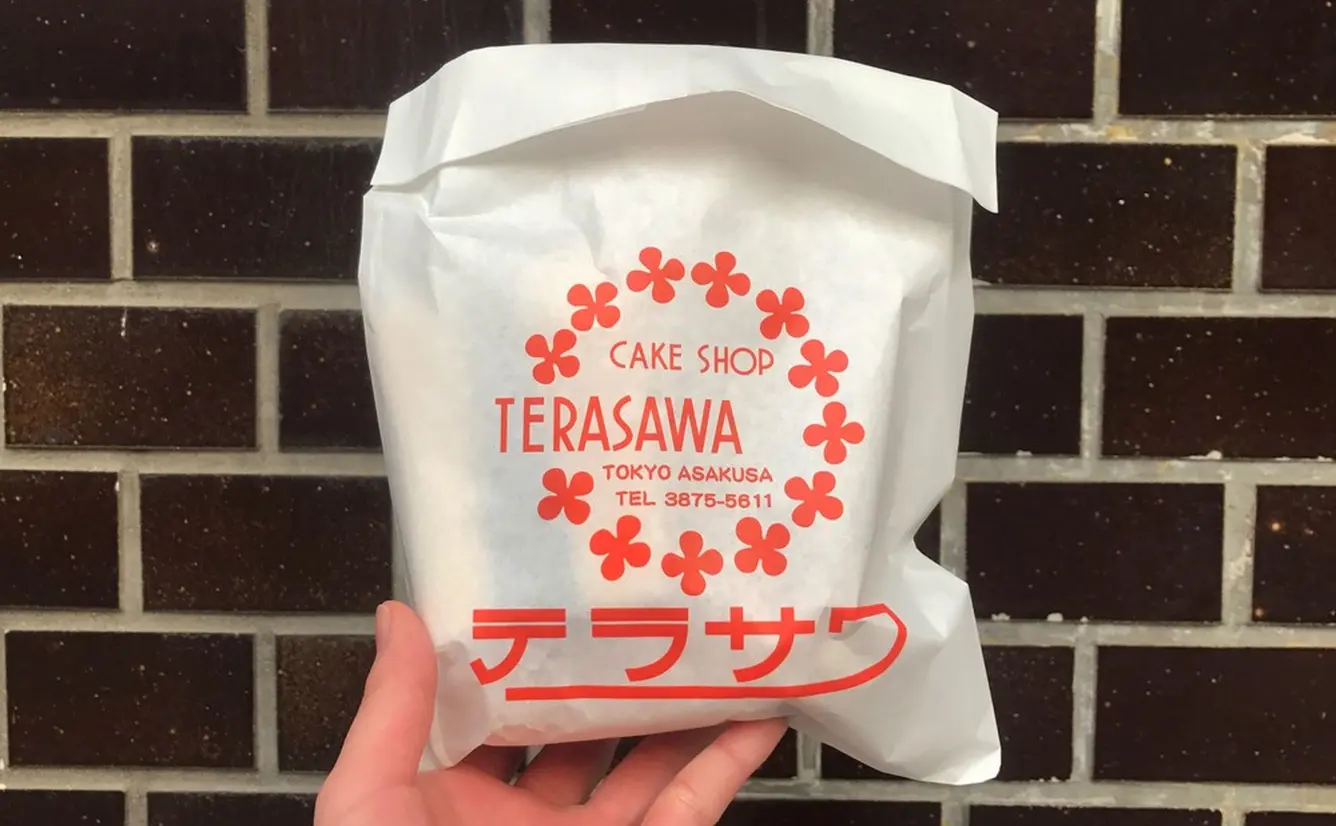 CAKE SHOP
TERASAWA
TOKYO ASAKUSA
TEL 3875-5611
テラサワ